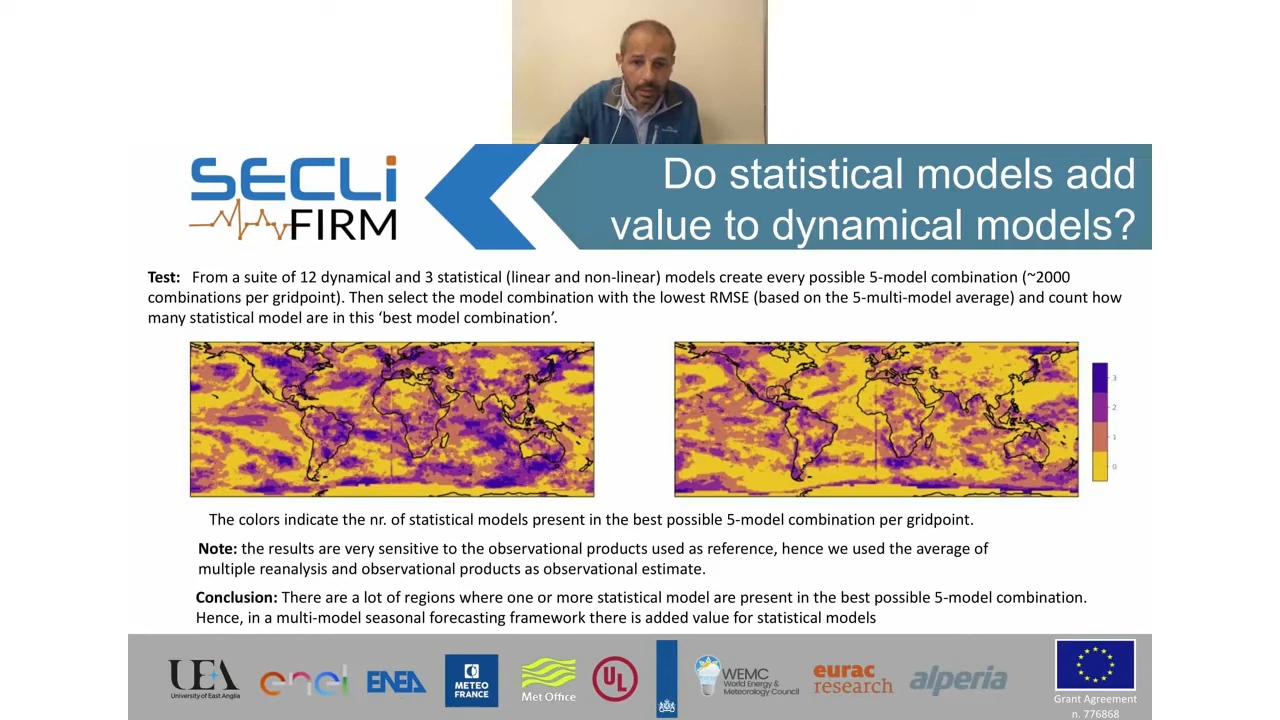 SECLi
FIRM
Do statistical models add
value to dynamical models?
Test: From a suite of 12 dynamical and 3 statistical (linear and non-linear) models create every possible 5-model combination (~2000
combinations per gridpoint). Then select the model combination with the lowest RMSE (based on the 5-multi-model average) and count how
many statistical model are in this ‘best model combination’.
3
2
1
0
The colors indicate the nr. of statistical models present in the best possible 5-model combination per gridpoint.
Note: the results are very sensitive to the observational products used as reference, hence we used the average of
multiple reanalysis and observational products as observational estimate.
Conclusion: There are a lot of regions where one or more statistical model are present in the best possible 5-model combination.
Hence, in a multi-model seasonal forecasting framework there is added value for statistical models
UEA
University of East Anglia
enel
ENEA
METEO
FRANCE
Met Office
UL
WEMC
World Energy &
Meteorology Council
eurac
research
alperia
Grant Agreement
n. 776868